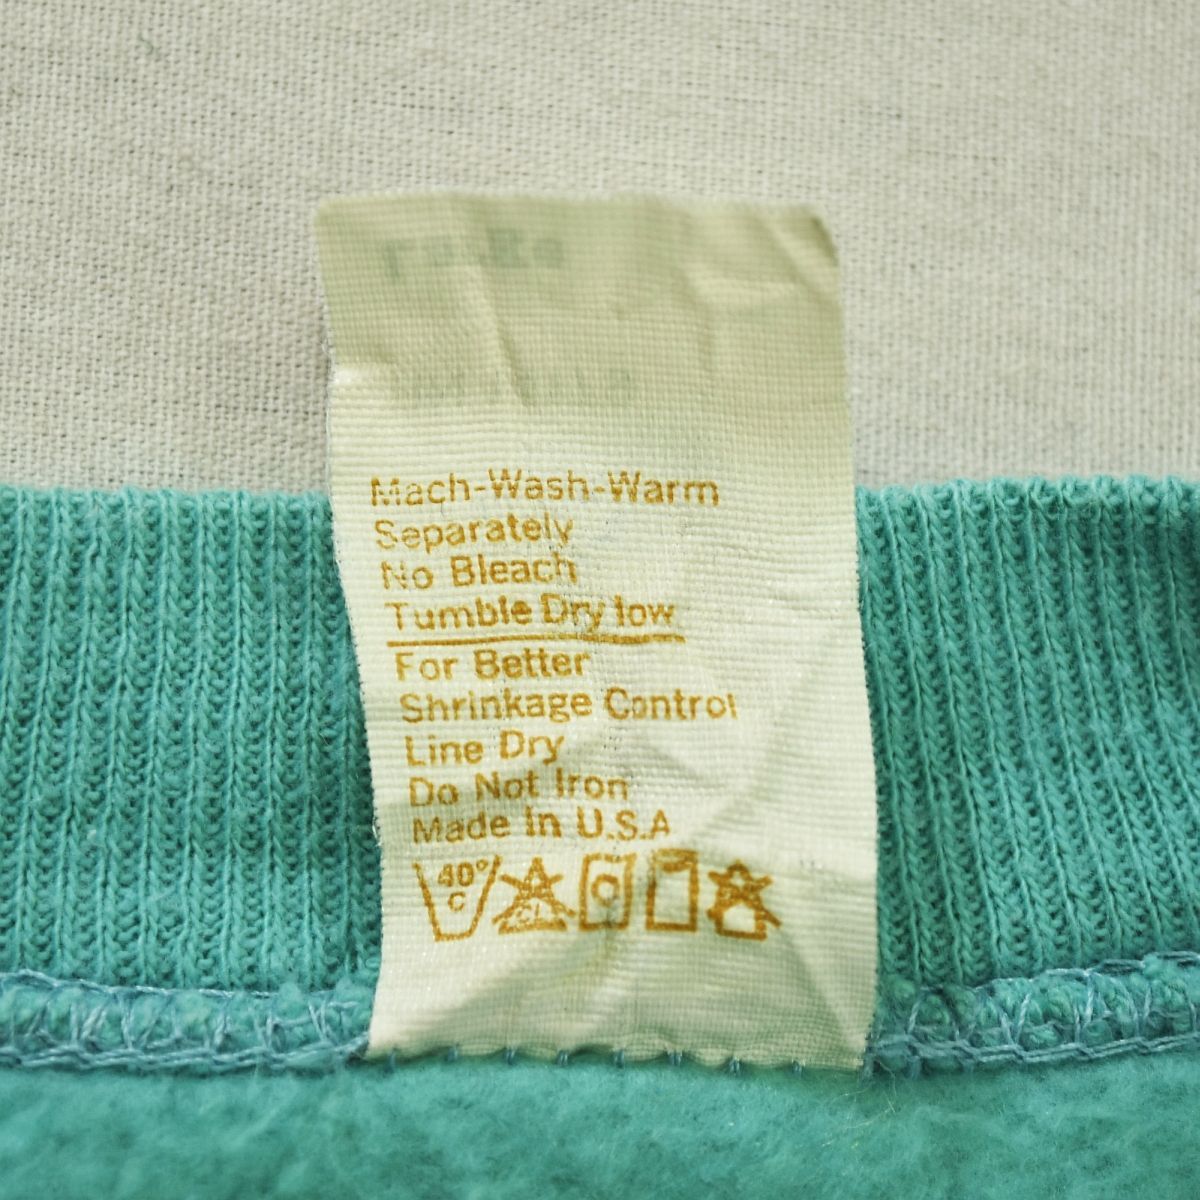 Mach-Wash-Warm
Separately
No Bleach
Tumble Dry low
For Better
Shrinkage Control
Line Dry
Do Not Iron
Made In U.S.A
40°
C
CL